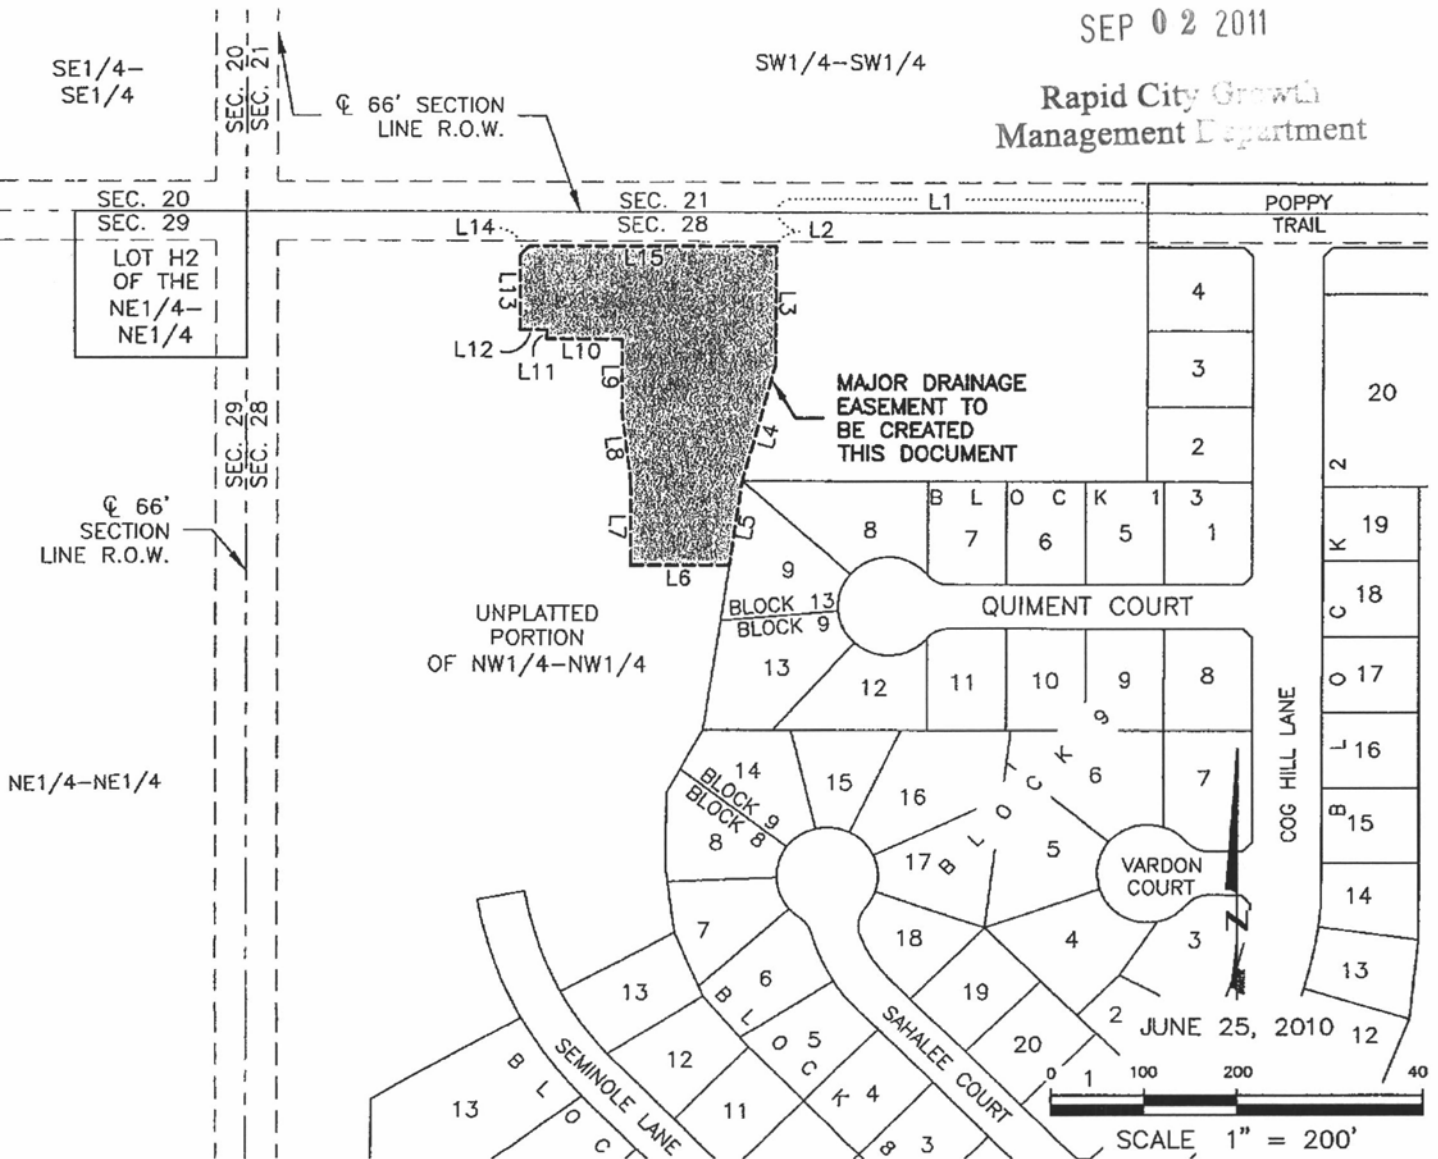 SEP 02 2011
Rapid City Growth
Management Department
SE1/4-
SE1/4
SEC. 20
SEC. 21
SW1/4-SW1/4
℄ 66' SECTION
LINE R.O.W.
SEC. 20
SEC. 29
SEC. 21
SEC. 28
L1
L2
POPPY
TRAIL
L14
L15
LOT H2
OF THE
NE1/4-
NE1/4
L13
L3
L12
L11
L10
L9
L4
L8
L7
L5
L6
MAJOR DRAINAGE
EASEMENT TO
BE CREATED
THIS DOCUMENT
SEC. 29
SEC. 28
℄ 66'
SECTION
LINE R.O.W.
4
3
2
20
BLOCK 13
8
7
6
5
1
9
BLOCK 13
BLOCK 9
QUIMENT COURT
UNPLATTED
PORTION
OF NW1/4-NW1/4
13
12
11
10
9
8
BLOCK 2
19
18
17
16
15
14
13
12
COG HILL LANE
NE1/4-NE1/4
14
BLOCK 9
BLOCK 8
8
15
16
17
BLOCK 9
6
7
5
VARDON
COURT
18
4
3
19
2
20
1
7
6
5
4
3
BLOCK 8
SAHALEE COURT
13
12
11
SEMINOLE LANE
13
BLOC
N
JUNE 25, 2010
0 100 200 40
SCALE 1" = 200'